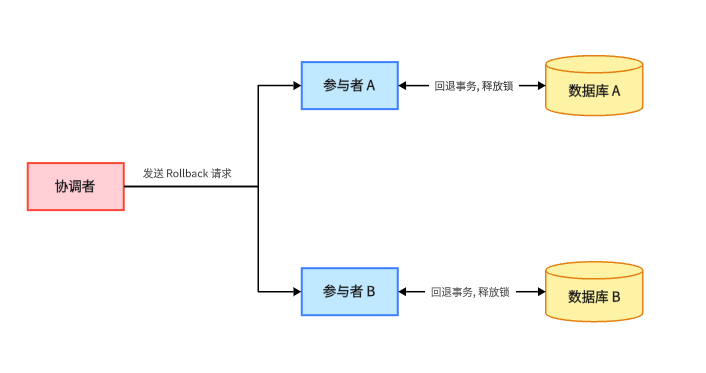 参与者 A
回退事务, 释放锁
数据库 A
协调者
发送 Rollback 请求
参与者 B
回退事务, 释放锁
数据库 B